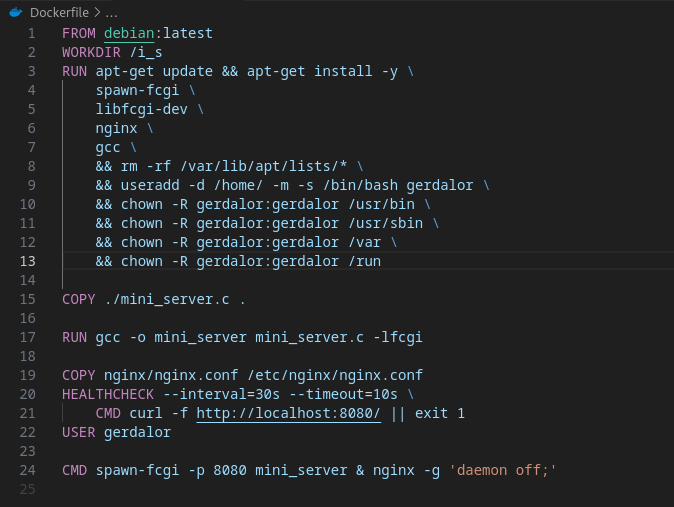 Dockerfile > ...
1 FROM debian:latest
2 WORKDIR /i_s
3 RUN apt-get update && apt-get install -y \
4     spawn-fcgi \
5     libfcgi-dev \
6     nginx \
7     gcc \
8     && rm -rf /var/lib/apt/lists/* \
9     && useradd -d /home/ -m -s /bin/bash gerdalor \
10     && chown -R gerdalor:gerdalor /usr/bin \
11     && chown -R gerdalor:gerdalor /usr/sbin \
12     && chown -R gerdalor:gerdalor /var \
13     && chown -R gerdalor:gerdalor /run
14
15 COPY ./mini_server.c .
16
17 RUN gcc -o mini_server mini_server.c -lfcgi
18
19 COPY nginx/nginx.conf /etc/nginx/nginx.conf
20 HEALTHCHECK --interval=30s --timeout=10s \
21     CMD curl -f http://localhost:8080/ || exit 1
22 USER gerdalor
23
24 CMD spawn-fcgi -p 8080 mini_server & nginx -g 'daemon off;'
25